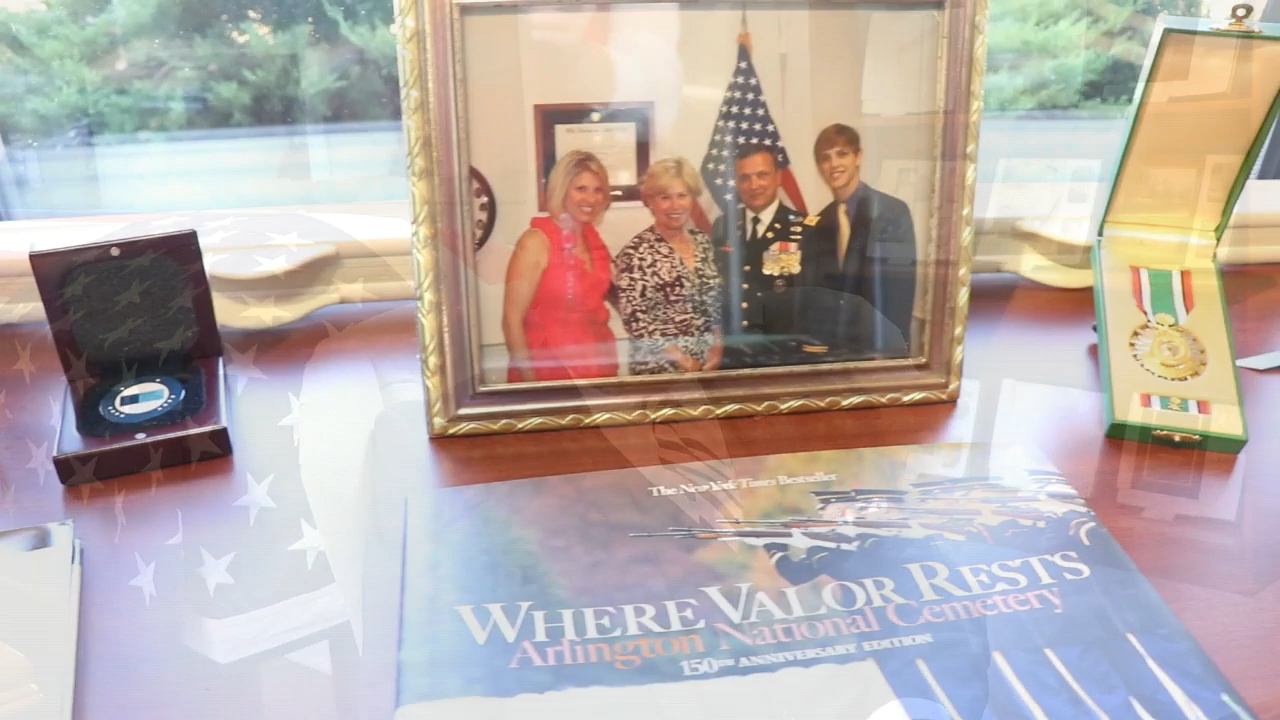 The New York Times Bestseller
WHERE VALOR RESTS
Arlington National Cemetery
150TH ANNIVERSARY EDITION